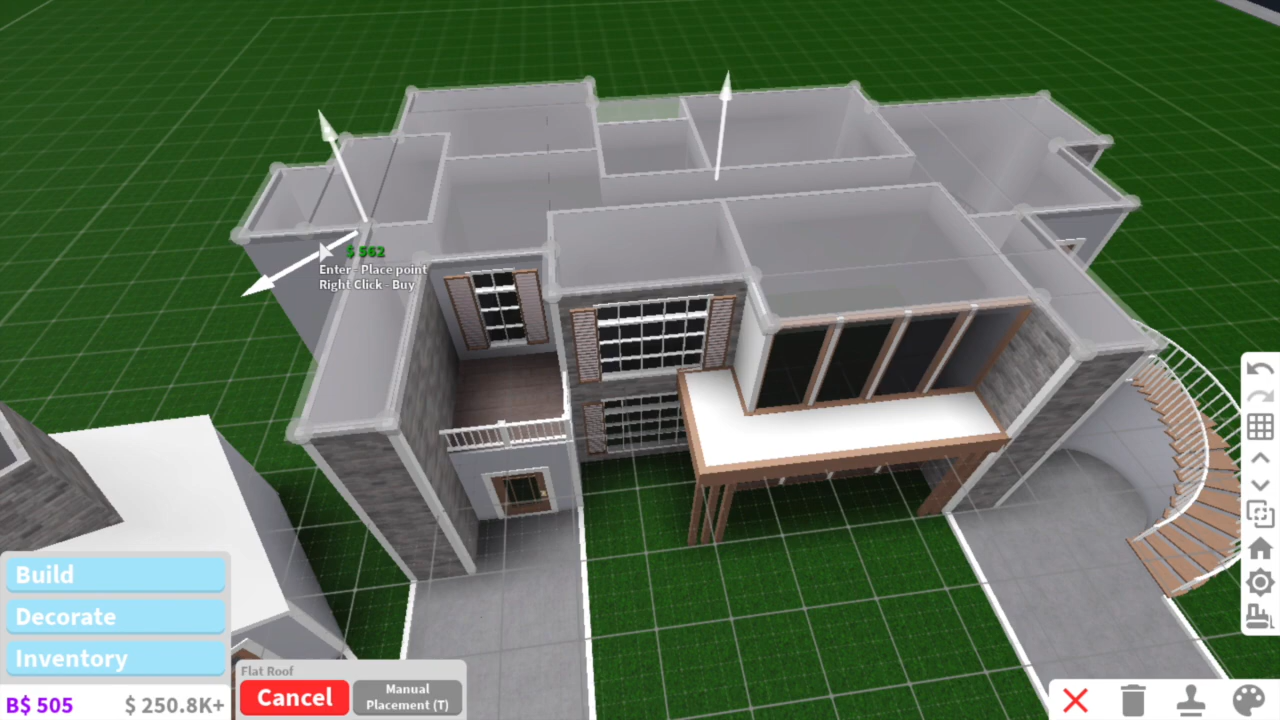 $ 562
Enter - Place point
Right Click - Buy
Build
Decorate
Inventory
B$ 505
$ 250.8K+
Flat Roof
Cancel
Manual
Placement (T)
L